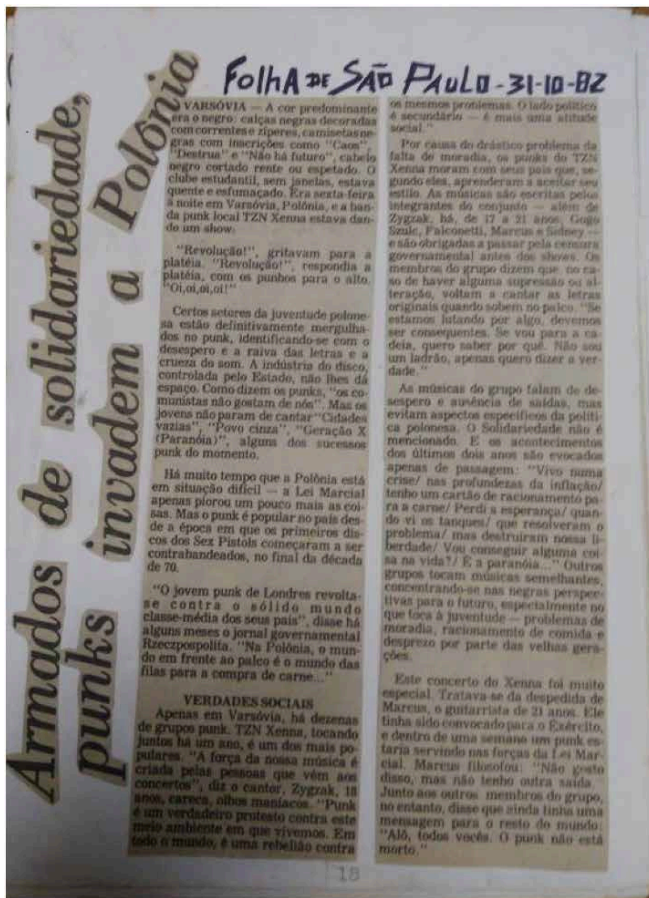 Armados de solidariedade,
punks invadem a Polônia
FOLHA DE SÃO PAULO - 31-10-82
VARSÓVIA — A cor predominante
era o negro: calças negras decoradas
com correntes e zíperes, camisetas ne-
gras com inscrições como "Caos",
"Destrua" e "Não há futuro", cabelo
negro cortado rente ou espetado. O
clube estudantil, sem janelas, estava
quente e esfumaçado. Era sexta-feira
à noite em Varsóvia, Polônia, e a ban-
da punk local TZN Xenna estava dan-
do um show.
"Revolução!", gritavam para a
platéia. "Revolução!", respondia a
platéia, com os punhos para o alto.
"Oi,oi,oi,oi!"
Certos setores da juventude polone-
sa estão definitivamente mergulha-
dos no punk, identificando-se com o
desespero e a raiva das letras e a
crueza do som. A indústria do disco,
controlada pelo Estado, não lhes dá
espaço. Como dizem os punks, "os co-
munistas não gostam de nós". Mas os
jovens não param de cantar "Cidades
vazias", "Povo cinza", "Geração X
(Paranóia)", alguns dos sucessos
punk do momento.
Há muito tempo que a Polônia está
em situação difícil — a Lei Marcial
apenas piorou um pouco mais as coi-
sas. Mas o punk é popular no país des-
de a época em que os primeiros dis-
cos dos Sex Pistols começaram a ser
contrabandeados, no final da década
de 70.
"O jovem punk de Londres revolta-
se contra o sólido mundo
classe-média dos seus pais", disse há
alguns meses o jornal governamental
Rzeczpospolita. "Na Polônia, o mun-
do em frente ao palco é o mundo das
filas para a compra de carne..."
VERDADES SOCIAIS
Apenas em Varsóvia, há dezenas
de grupos punk. TZN Xenna, tocando
juntos há um ano, é um dos mais po-
pulares. "A força da nossa música é
criada pelas pessoas que vêm aos
concertos", diz o cantor, Zygzak, 18
anos, careca, olhos maníacos. "Punk
é um verdadeiro protesto contra este
meio ambiente em que vivemos. Em
todo o mundo, é uma rebelião contra
os mesmos problemas. O lado político
é secundário — é mais uma atitude
social."
Por causa do drástico problema da
falta de moradia, os punks do TZN
Xenna moram com seus pais que, se-
gundo eles, aprenderam a aceitar seu
estilo. As músicas são escritas pelos
integrantes do conjunto — além de
Zygzak, há, de 17 a 21 anos, Gogo
Szulc, Falconetti, Marcus e Sidney —
e são obrigadas a passar pela censura
governamental antes dos shows. Os
membros do grupo dizem que, no ca-
so de haver alguma supressão ou al-
teração, voltam a cantar as letras
originais quando sobem no palco. "Se
estamos lutando por algo, devemos
ser consequentes. Se vou para a ca-
deia, quero saber por quê. Não sou
um ladrão, apenas quero dizer a ver-
dade."
As músicas do grupo falam de de-
sespero e ausência de saídas, mas
evitam aspectos específicos da políti-
ca polonesa. O Solidariedade não é
mencionado. E os acontecimentos
dos últimos dois anos são evocados
apenas de passagem: "Vivo numa
crise/ nas profundezas da inflação/
tenho um cartão de racionamento pa-
ra a carne/ Perdi a esperança/ quan-
do vi os tanques/ que resolveram o
problema/ mas destruíram nossa li-
berdade/ Vou conseguir alguma coi-
sa na vida?/ É a paranóia..." Outros
grupos tocam músicas semelhantes,
concentrando-se nas negras perspec-
tivas para o futuro, especialmente no
que toca à juventude — problemas de
moradia, racionamento de comida e
desprezo por parte das velhas gera-
ções.
Este concerto do Xenna foi muito
especial. Tratava-se da despedida de
Marcus, o guitarrista de 21 anos. Ele
tinha sido convocado para o Exército,
e dentro de uma semana um punk es-
taria servindo nas forças da Lei Mar-
cial. Marcus filosofou: "Não gosto
disso, mas não tenho outra saída.
Junto aos outros membros do grupo,
no entanto, disse que ainda tinha uma
mensagem para o resto do mundo:
"Alô, todos vocês. O punk não está
morto."
18